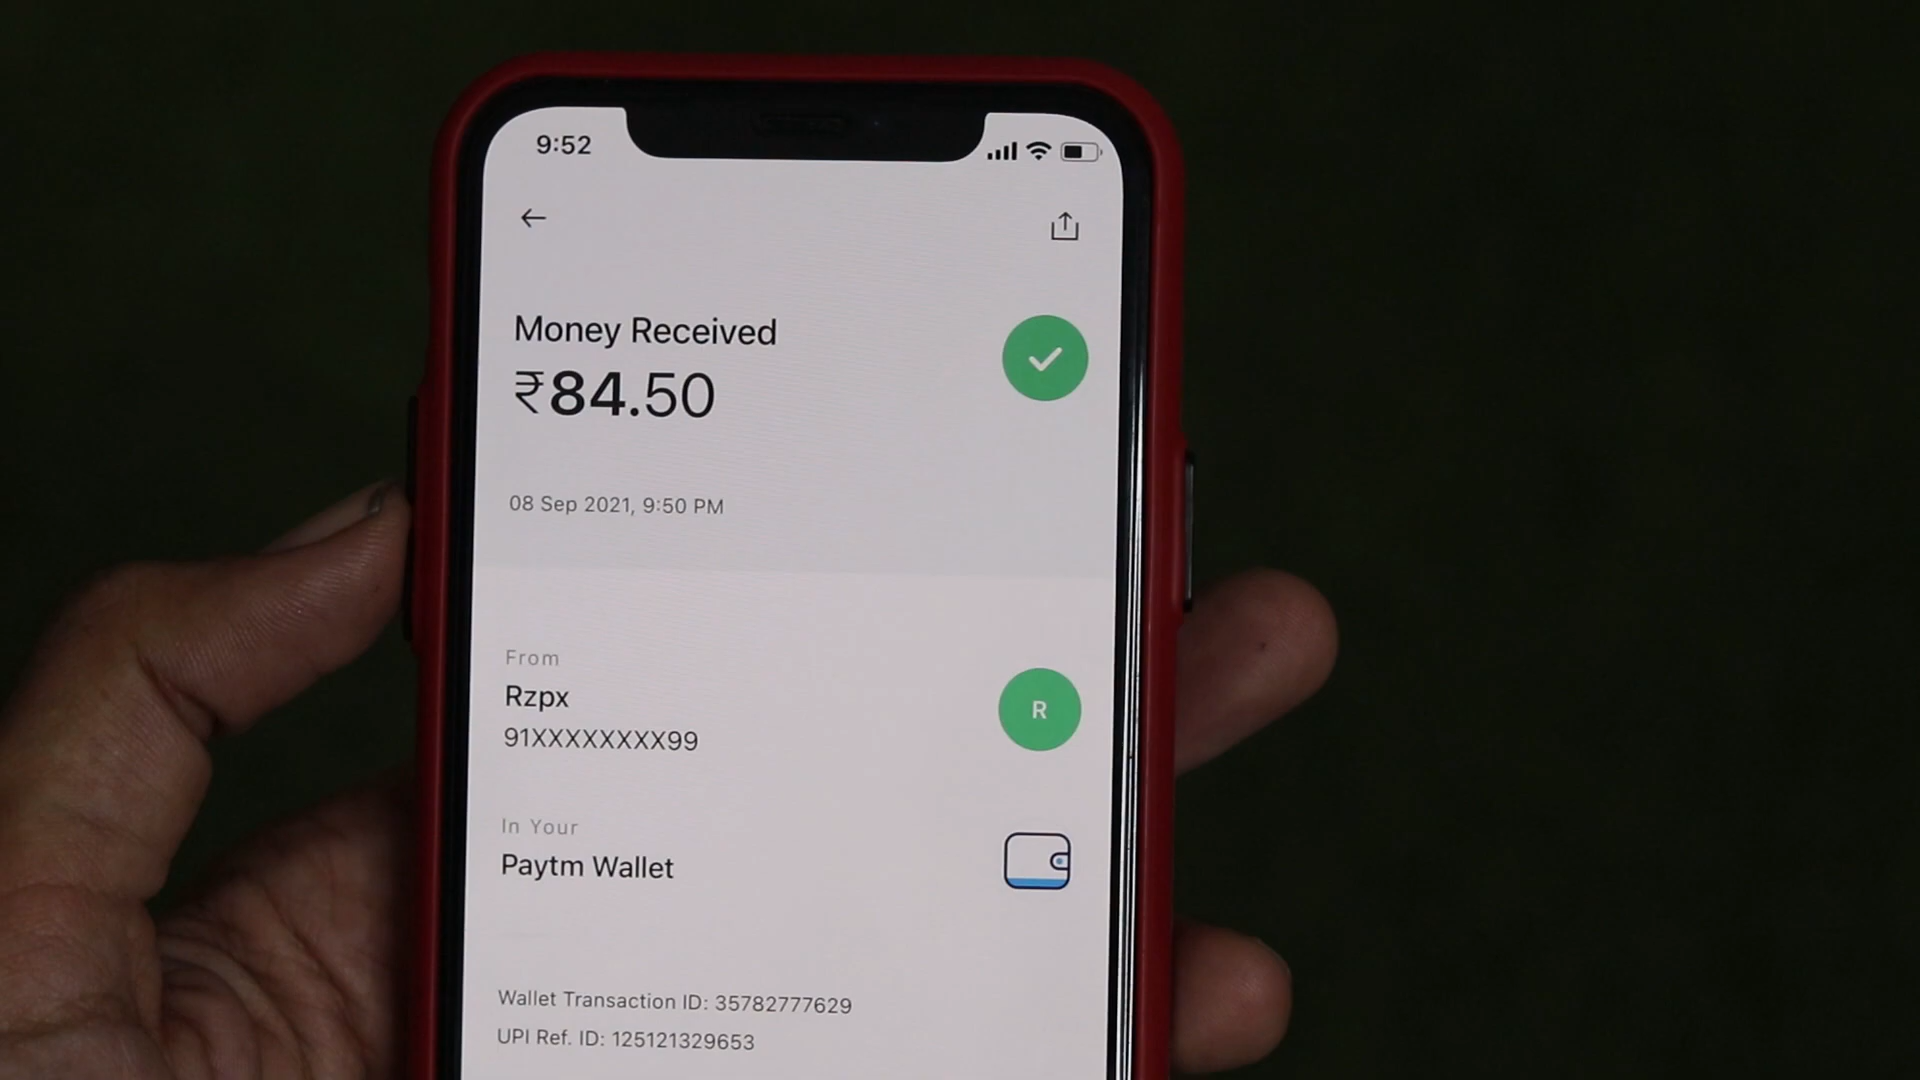 9:52
Money Received
₹84.50
08 Sep 2021, 9:50 PM
From
Rzpx
91XXXXXXXX99
R
In Your
Paytm Wallet
Wallet Transaction ID: 35782777629
UPI Ref. ID: 125121329653